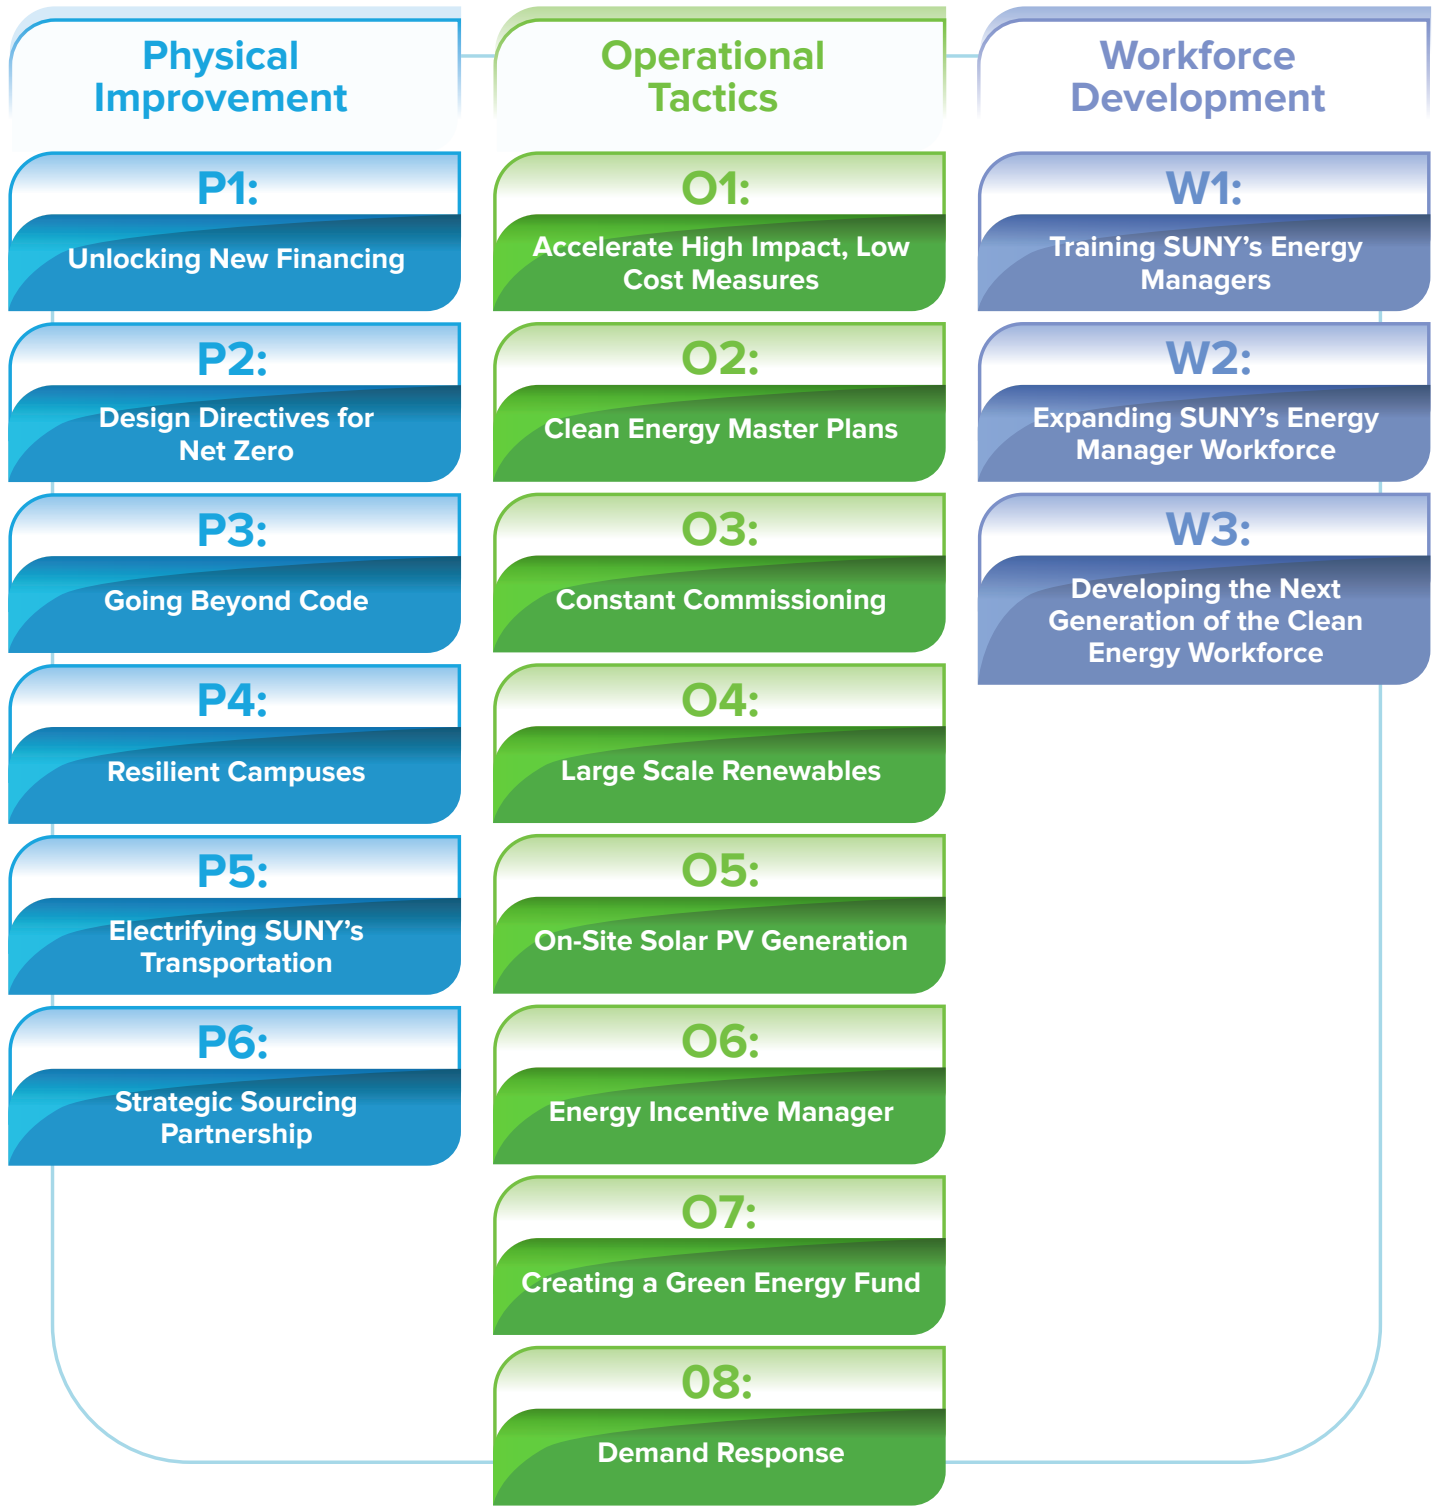 Physical
Improvement
P1:
Unlocking New Financing
P2:
Design Directives for
Net Zero
P3:
Going Beyond Code
P4:
Resilient Campuses
P5:
Electrifying SUNY’s
Transportation
P6:
Strategic Sourcing
Partnership
Operational
Tactics
O1:
Accelerate High Impact, Low
Cost Measures
O2:
Clean Energy Master Plans
O3:
Constant Commissioning
O4:
Large Scale Renewables
O5:
On-Site Solar PV Generation
O6:
Energy Incentive Manager
O7:
Creating a Green Energy Fund
08:
Demand Response
Workforce
Development
W1:
Training SUNY’s Energy
Managers
W2:
Expanding SUNY’s Energy
Manager Workforce
W3:
Developing the Next
Generation of the Clean
Energy Workforce